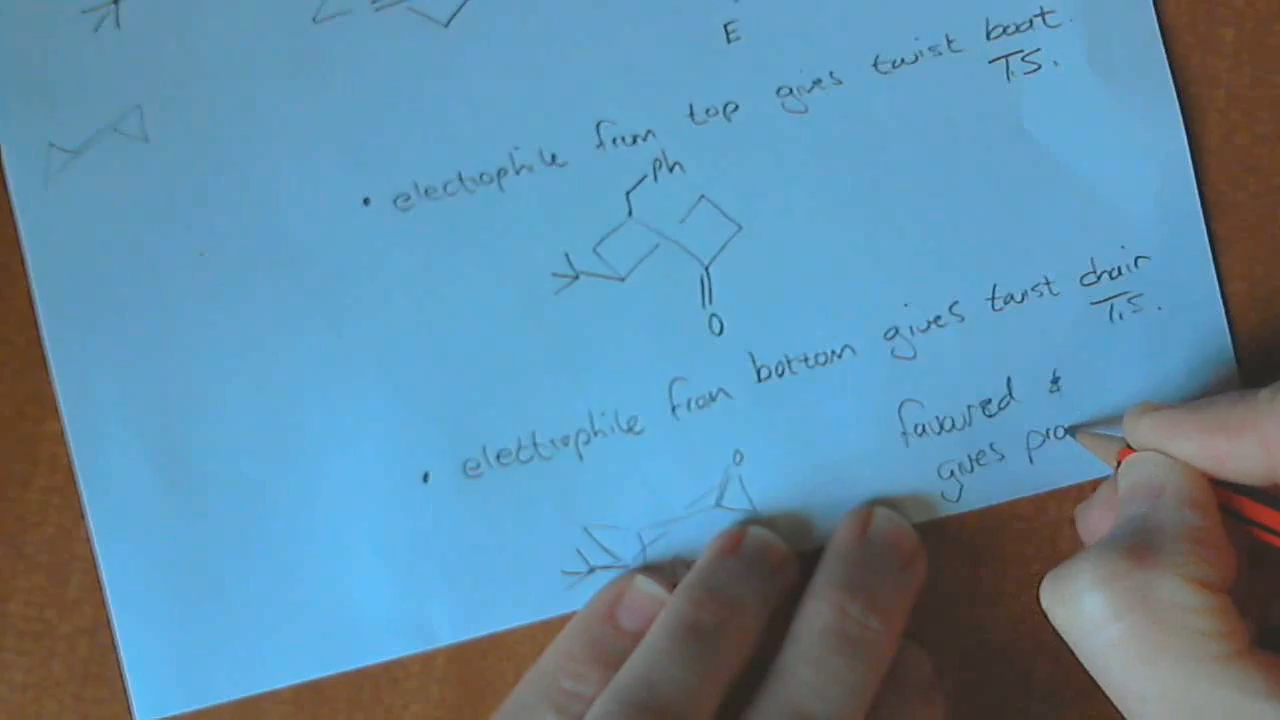 E
• electrophile from top gives twist boat
T.S.
Ph
O
• electrophile from bottom gives twist chair
T.S.
O
favoured &
gives pro